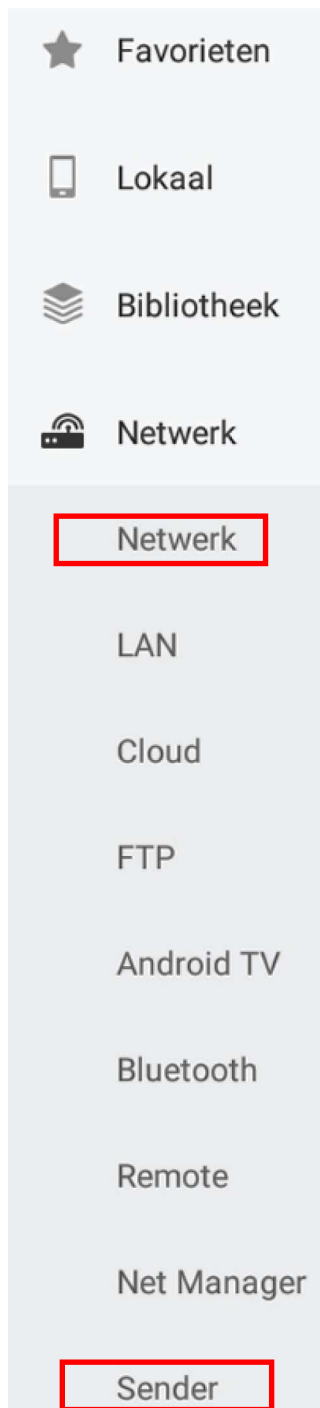 Favorieten
Lokaal
Bibliotheek
Netwerk
Netwerk
LAN
Cloud
FTP
Android TV
Bluetooth
Remote
Net Manager
Sender